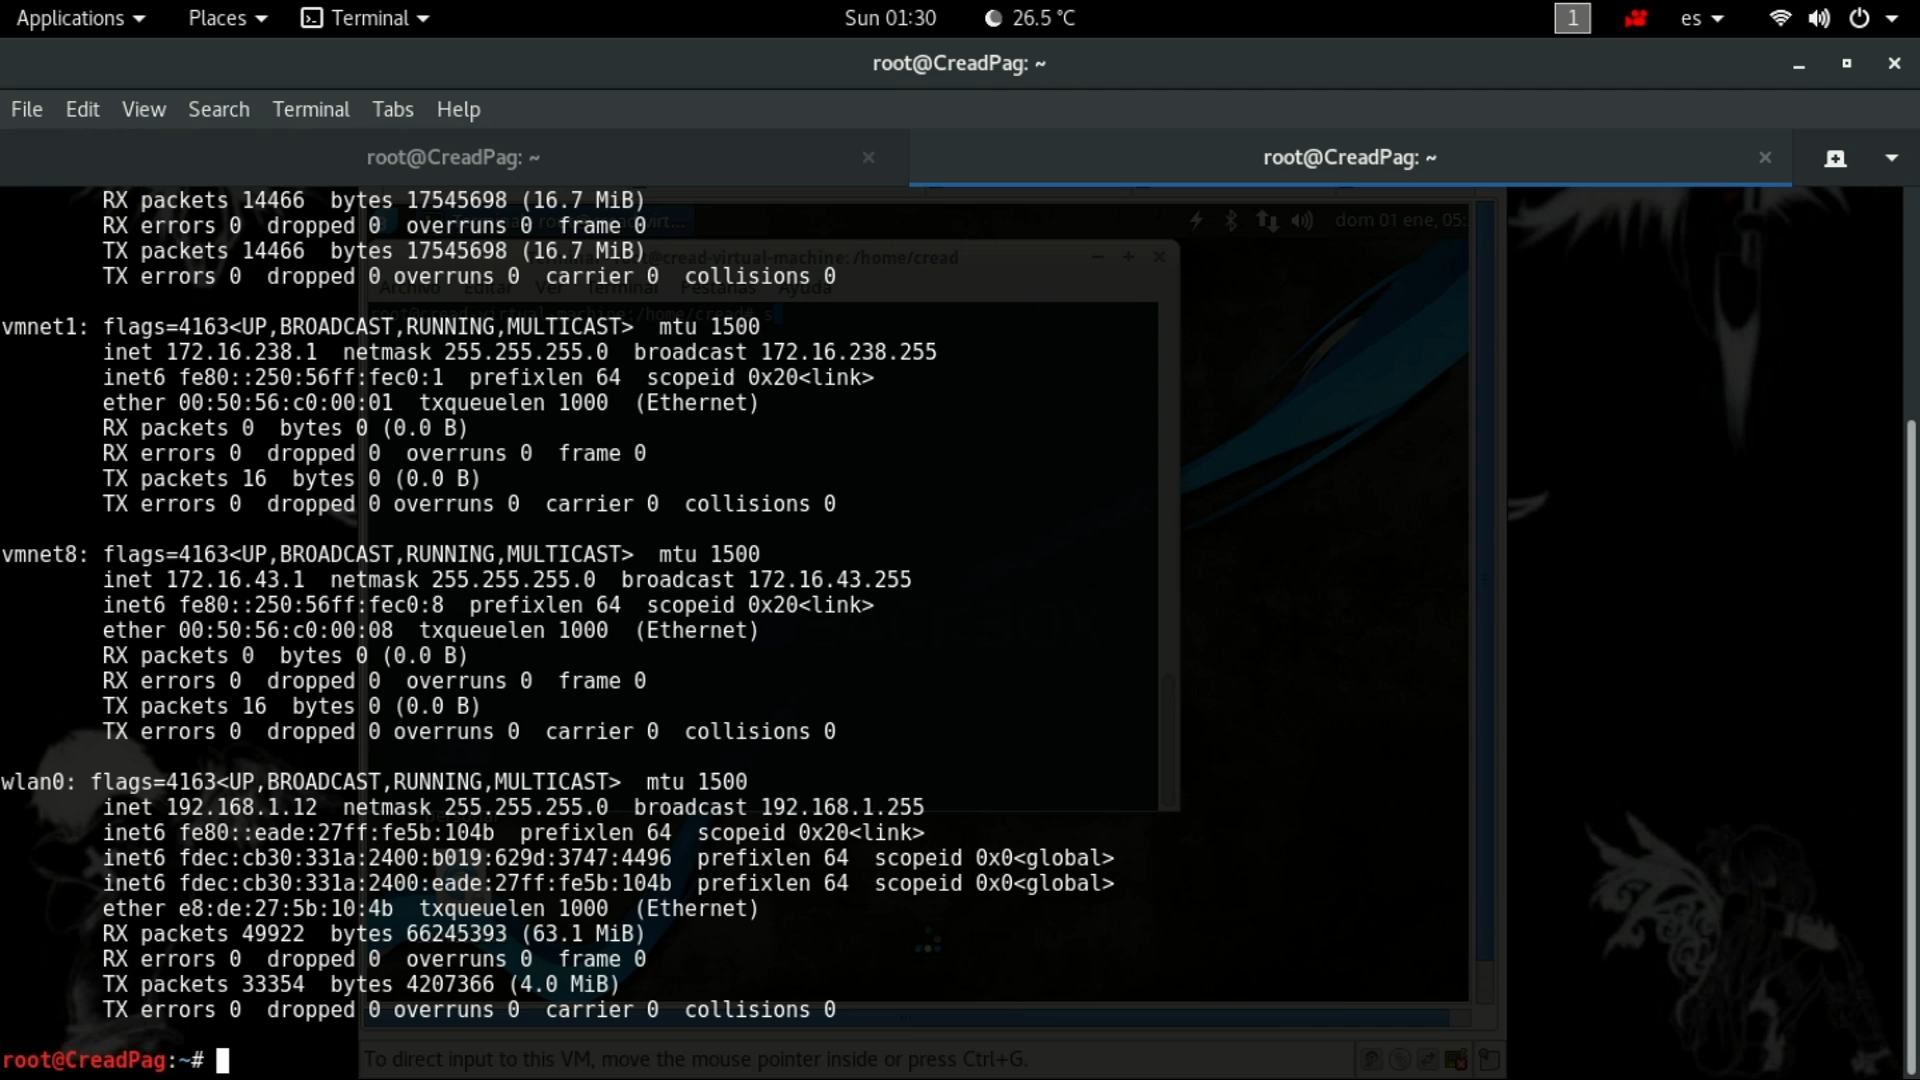 Applications Places Terminal Sun 01:30 26.5 °C 1 es
root@CreadPag: ~
File Edit View Search Terminal Tabs Help
root@CreadPag: ~ root@CreadPag: ~
RX packets 14466  bytes 17545698 (16.7 MiB)
RX errors 0  dropped 0  overruns 0  frame 0
TX packets 14466  bytes 17545698 (16.7 MiB)
TX errors 0  dropped 0 overruns 0  carrier 0  collisions 0
dom 01 ene, 05:
root@cread-virtual-machine: /home/cread
Archivo Editar Ver Terminal Pestañas Ayuda
root@cread-virtual-machine:/home/cread# s
vmnet1: flags=4163<UP,BROADCAST,RUNNING,MULTICAST>  mtu 1500
inet 172.16.238.1  netmask 255.255.255.0  broadcast 172.16.238.255
inet6 fe80::250:56ff:fec0:1  prefixlen 64  scopeid 0x20<link>
ether 00:50:56:c0:00:01  txqueuelen 1000  (Ethernet)
RX packets 0  bytes 0 (0.0 B)
RX errors 0  dropped 0  overruns 0  frame 0
TX packets 16  bytes 0 (0.0 B)
TX errors 0  dropped 0 overruns 0  carrier 0  collisions 0
vmnet8: flags=4163<UP,BROADCAST,RUNNING,MULTICAST>  mtu 1500
inet 172.16.43.1  netmask 255.255.255.0  broadcast 172.16.43.255
inet6 fe80::250:56ff:fec0:8  prefixlen 64  scopeid 0x20<link>
ether 00:50:56:c0:00:08  txqueuelen 1000  (Ethernet)
RX packets 0  bytes 0 (0.0 B)
RX errors 0  dropped 0  overruns 0  frame 0
TX packets 16  bytes 0 (0.0 B)
TX errors 0  dropped 0 overruns 0  carrier 0  collisions 0
wlan0: flags=4163<UP,BROADCAST,RUNNING,MULTICAST>  mtu 1500
inet 192.168.1.12  netmask 255.255.255.0  broadcast 192.168.1.255
inet6 fe80::eade:27ff:fe5b:104b  prefixlen 64  scopeid 0x20<link>
inet6 fdec:cb30:331a:2400:b019:629d:3747:4496  prefixlen 64  scopeid 0x0<global>
inet6 fdec:cb30:331a:2400:eade:27ff:fe5b:104b  prefixlen 64  scopeid 0x0<global>
ether e8:de:27:5b:10:4b  txqueuelen 1000  (Ethernet)
RX packets 49922  bytes 66245393 (63.1 MiB)
RX errors 0  dropped 0  overruns 0  frame 0
TX packets 33354  bytes 4207366 (4.0 MiB)
TX errors 0  dropped 0 overruns 0  carrier 0  collisions 0
root@CreadPag:~#
To direct input to this VM, move the mouse pointer inside or press Ctrl+G.